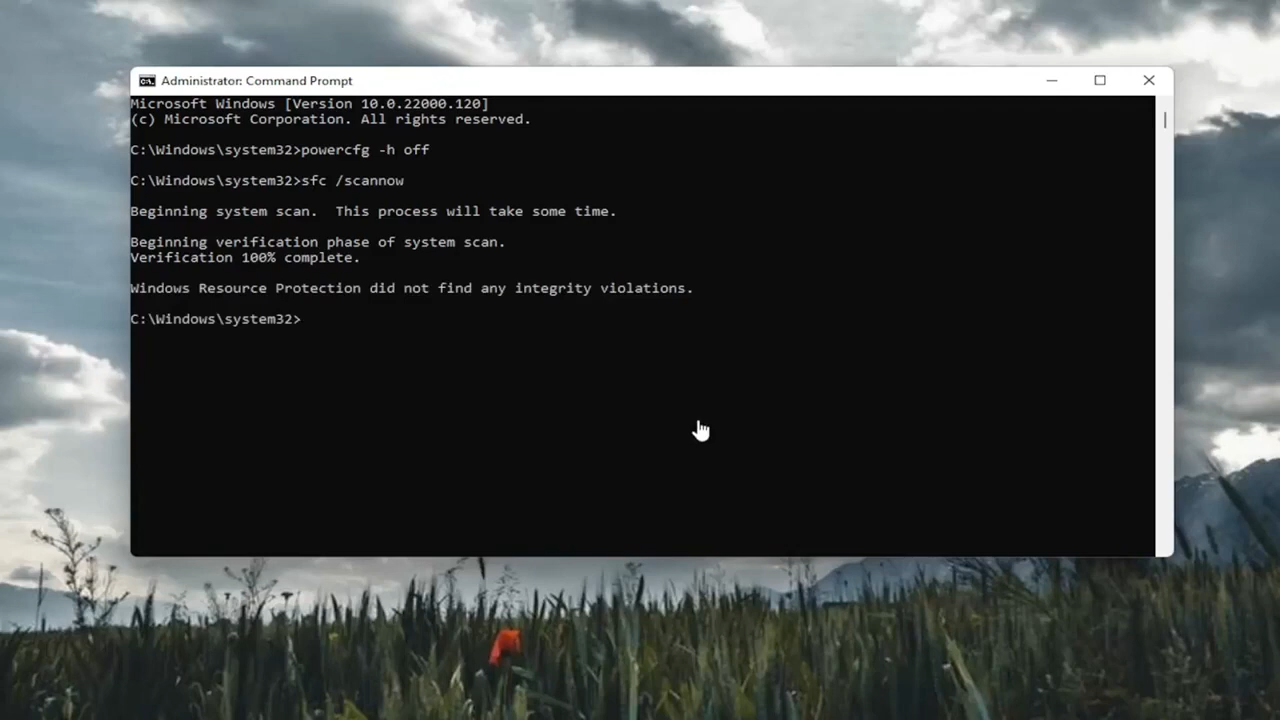 Administrator: Command Prompt
Microsoft Windows [Version 10.0.22000.120]
(c) Microsoft Corporation. All rights reserved.
C:\Windows\system32>powercfg -h off
C:\Windows\system32>sfc /scannow
Beginning system scan.  This process will take some time.
Beginning verification phase of system scan.
Verification 100% complete.
Windows Resource Protection did not find any integrity violations.
C:\Windows\system32>